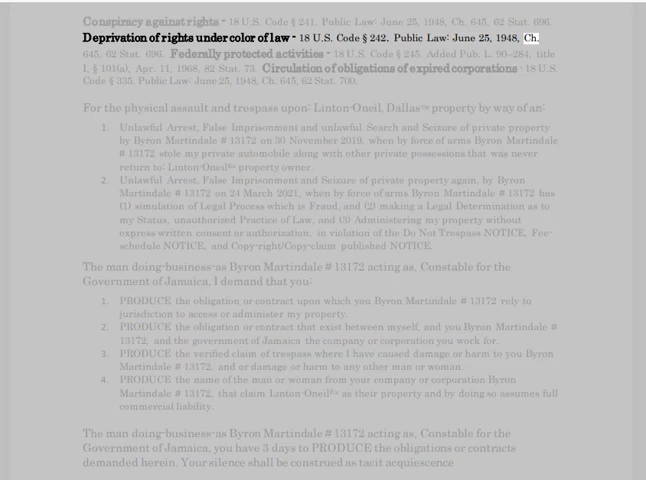 Conspiracy against rights - 18 U.S. Code § 241. Public Law: June 25, 1948, Ch. 645, 62 Stat. 696.
Deprivation of rights under color of law - 18 U.S. Code § 242. Public Law: June 25, 1948, Ch.
645, 62 Stat. 696. Federally protected activities - 18 U.S. Code § 245. Added Pub. L. 90–284, title
I, § 101(a), Apr. 11, 1968, 82 Stat. 73. Circulation of obligations of expired corporations - 18 U.S.
Code § 335, Public Law: June 25, 1948, Ch. 645, 62 Stat. 700.
For the physical assault and trespass upon: Linton-Oneil, Dallas™ property by way of an:
1. Unlawful Arrest, False Imprisonment and unlawful Search and Seizure of private property
by Byron Martindale # 13172 on 30 November 2019, when by force of arms Byron Martindale
# 13172 stole my private automobile along with other private possessions that was never
return to: Linton-Oneil property owner.
2. Unlawful Arrest, False Imprisonment and Seizure of private property again, by Byron
Martindale # 13172 on 24 March 2021, when by force of arms Byron Martindale # 13172 has
(1) simulation of Legal Process which is Fraud, and (2) making a Legal Determination as to
my Status, unauthorized Practice of Law, and (3) Administering my property without
express written consent or authorization, in violation of the Do Not Trespass NOTICE, Fee-
schedule NOTICE, and Copy-right/Copy-claim published NOTICE.
The man doing-business-as Byron Martindale # 13172 acting as, Constable for the
Government of Jamaica, I demand that you:
1. PRODUCE the obligation or contract upon which you Byron Martindale # 13172 rely to
jurisdiction to access or administer my property.
2. PRODUCE the obligation or contract that exist between myself, and you Byron Martindale #
13172, and the government of Jamaica the company or corporation you work for.
3. PRODUCE the verified claim of trespass where I have caused damage or harm to you Byron
Martindale # 13172, and or damage or harm to any other man or woman.
4. PRODUCE the name of the man or woman from your company or corporation Byron
Martindale # 13172, that claim Linton-Oneil as their property and by doing so assumes full
commercial liability.
The man doing-business-as Byron Martindale # 13172 acting as, Constable for the
Government of Jamaica, you have 3 days to PRODUCE the obligations or contracts
demanded herein. Your silence shall be construed as tacit acquiescence